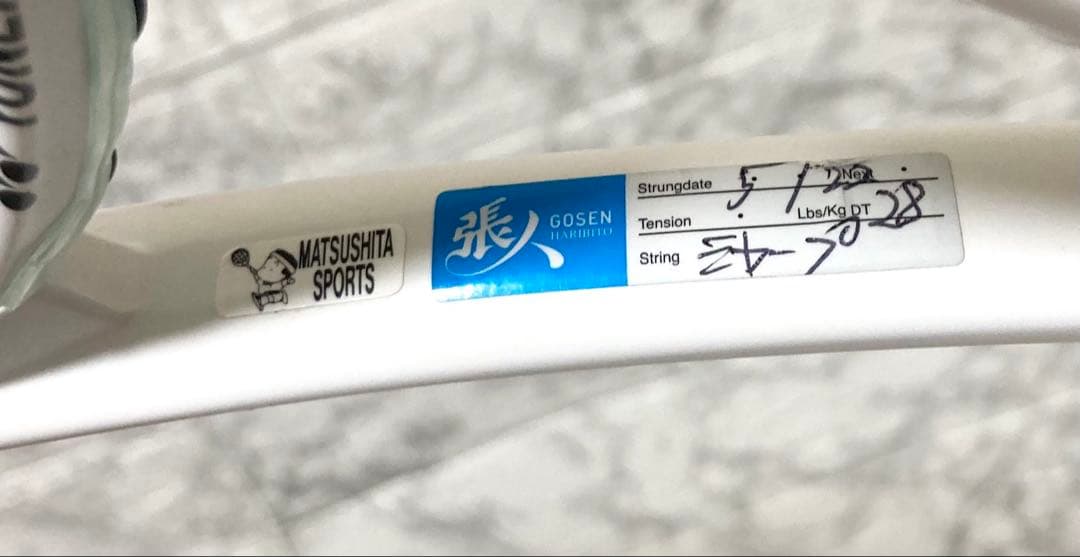 MATSUSHITA
SPORTS
張人
GOSEN
HARIBITO
Strungdate 5/22 Next
Tension Lbs/Kg DT 28
String